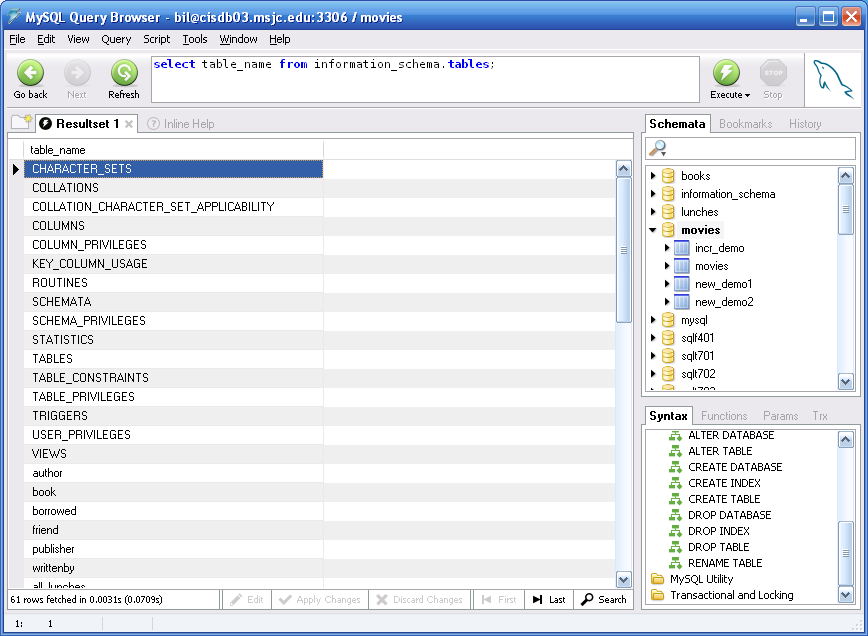 MySQL Query Browser - bil@cisdb03.msjc.edu:3306 / movies
File Edit View Query Script Tools Window Help
select table_name from information_schema.tables;
Go back Next Refresh Execute STOP Stop
Resultset 1 Inline Help
table_name
CHARACTER_SETS
COLLATIONS
COLLATION_CHARACTER_SET_APPLICABILITY
COLUMNS
COLUMN_PRIVILEGES
KEY_COLUMN_USAGE
ROUTINES
SCHEMATA
SCHEMA_PRIVILEGES
STATISTICS
TABLES
TABLE_CONSTRAINTS
TABLE_PRIVILEGES
TRIGGERS
USER_PRIVILEGES
VIEWS
author
book
borrowed
friend
publisher
writtenby
all_lunches
61 rows fetched in 0.0031s (0.0709s) Edit Apply Changes Discard Changes First Last Search
1: 1
Schemata Bookmarks History
books
information_schema
lunches
movies
incr_demo
movies
new_demo1
new_demo2
mysql
sqlf401
sqlt701
sqlt702
sqlt703
Syntax Functions Params Trx
ALTER DATABASE
ALTER TABLE
CREATE DATABASE
CREATE INDEX
CREATE TABLE
DROP DATABASE
DROP INDEX
DROP TABLE
RENAME TABLE
MySQL Utility
Transactional and Locking